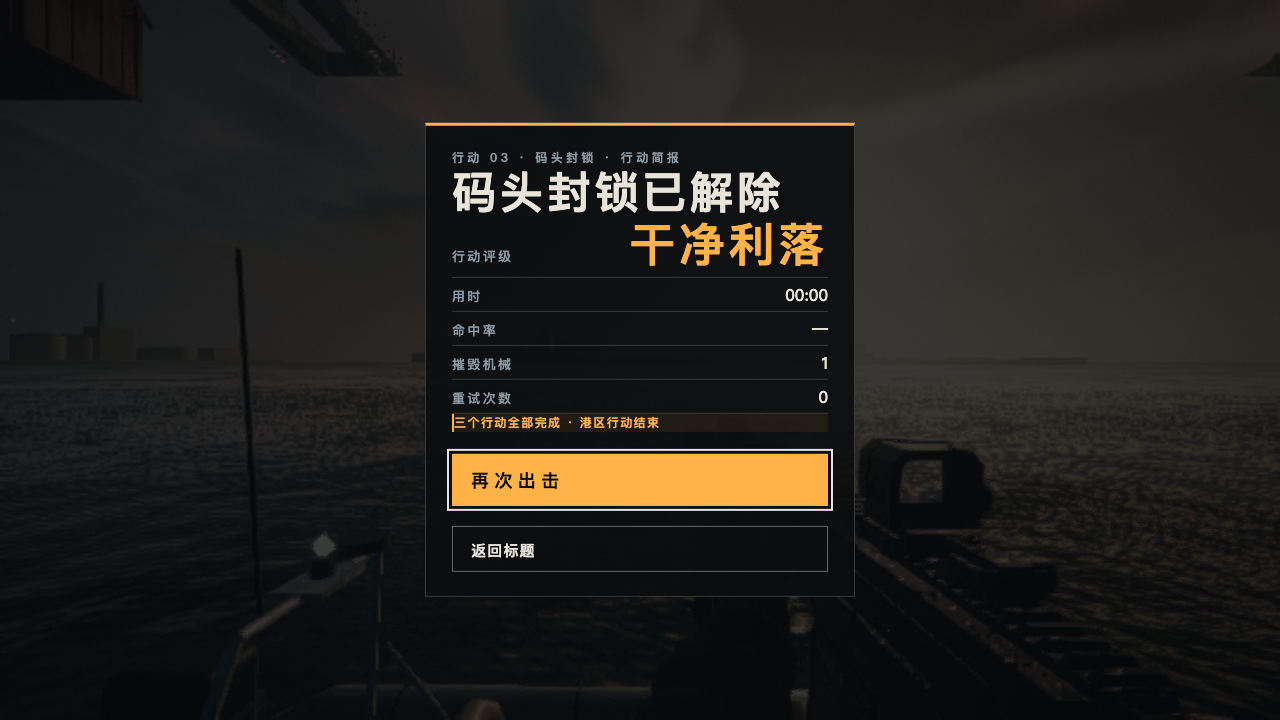 行动 03 · 码头封锁 · 行动简报
码头封锁已解除
行动评级 干净利落
用时 00:00
命中率 —
摧毁机械 1
重试次数 0
三个行动全部完成 · 港区行动结束
再次出击
返回标题